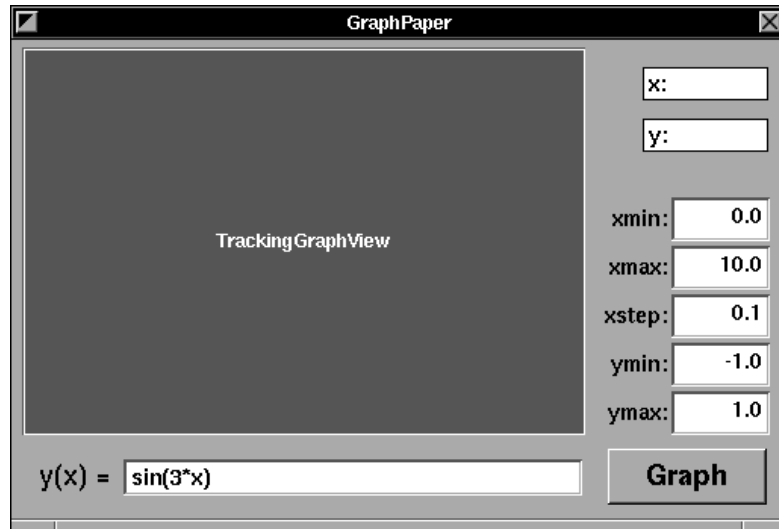 GraphPaper
TrackingGraphView
x:
y:
xmin: 0.0
xmax: 10.0
xstep: 0.1
ymin: -1.0
ymax: 1.0
y(x) = sin(3*x)
Graph